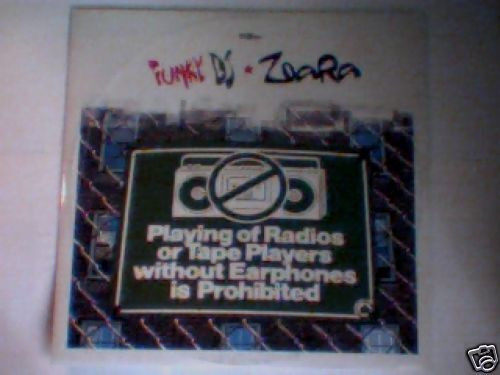 FUNKY DJ * ZeaRa
Playing of Radios
or Tape Players
without Earphones
is Prohibited